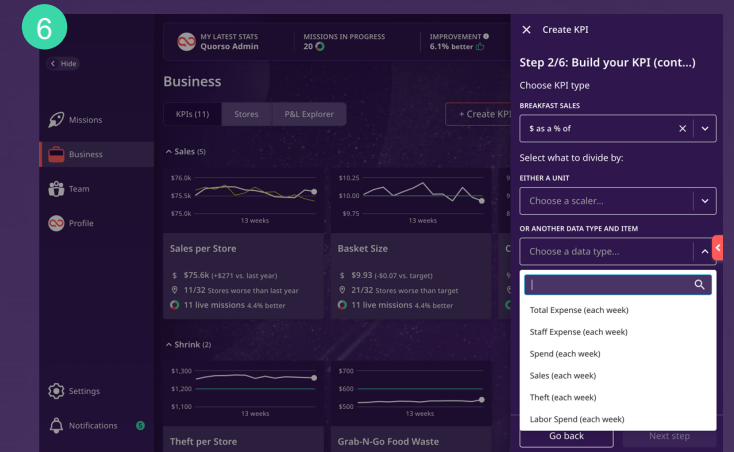 6
Hide
Missions
Business
Team
Profile
Settings
Notifications 5
MY LATEST STATS
Quorso Admin
MISSIONS IN PROGRESS
20
IMPROVEMENT
6.1% better
Business
KPIs (11) Stores P&L Explorer
+ Create KPI
Sales (5)
$76.0k
$75.5k
$75.0k
13 weeks
Sales per Store
$ $75.6k (+$271 vs. last year)
11/32 Stores worse than last year
11 live missions 4.4% better
$10.25
$10.00
$9.75
13 weeks
Basket Size
$ $9.93 (-$0.07 vs. target)
21/32 Stores worse than target
11 live missions 4.4% better
Shrink (2)
$1,300
$1,200
$1,100
13 weeks
Theft per Store
$700
$600
$500
13 weeks
Grab-N-Go Food Waste
Create KPI
Step 2/6: Build your KPI (cont...)
Choose KPI type
BREAKFAST SALES
$ as a % of
Select what to divide by:
EITHER A UNIT
Choose a scaler...
OR ANOTHER DATA TYPE AND ITEM
Choose a data type...
Total Expense (each week)
Staff Expense (each week)
Spend (each week)
Sales (each week)
Theft (each week)
Labor Spend (each week)
Go back
Next step